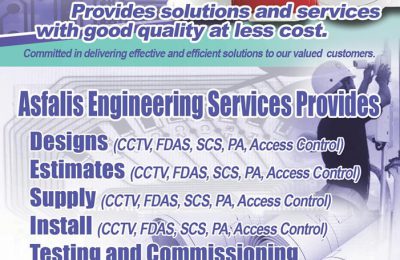 Provides solutions and services
with good quality at less cost.
Committed in delivering effective and efficient solutions to our valued customers.
Asfalis Engineering Services Provides
Designs (CCTV, FDAS, SCS, PA, Access Control)
Estimates (CCTV, FDAS, SCS, PA, Access Control)
Supply (CCTV, FDAS, SCS, PA, Access Control)
Install (CCTV, FDAS, SCS, PA, Access Control)
Testing and Commissioning